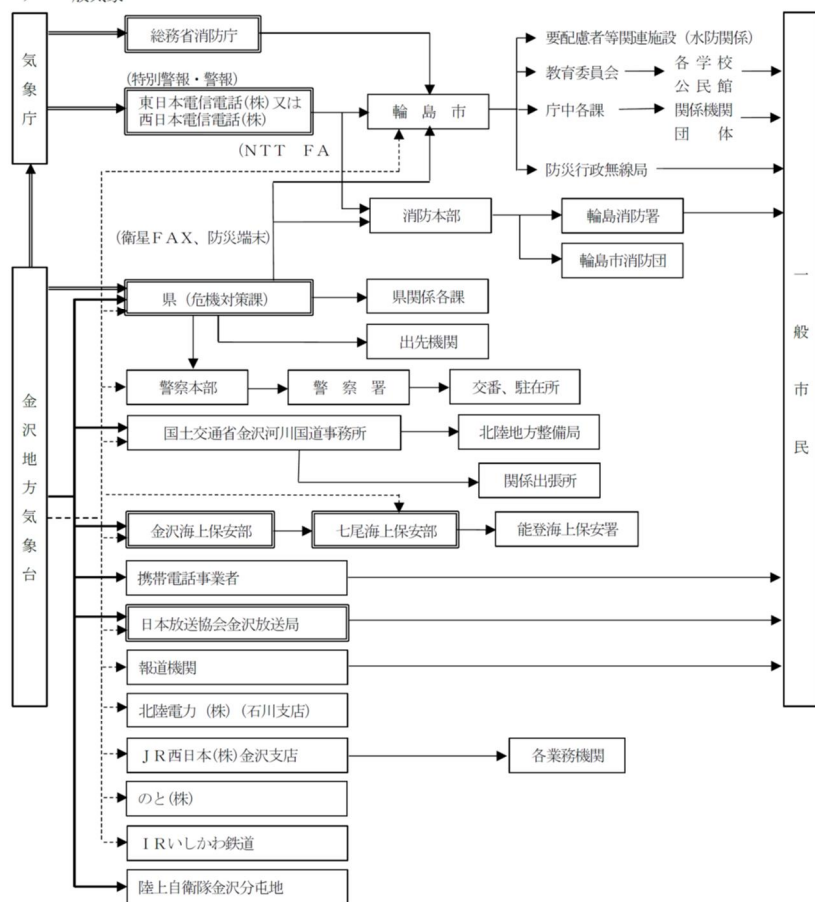 気象庁
総務省消防庁
(特別警報・警報)
東日本電信電話(株)又は
西日本電信電話(株)
(NTT FA
輪島市
要配慮者等関連施設(水防関係)
教育委員会
各学校
公民館
庁中各課
関係機関
団体
防災行政無線局
消防本部
輪島消防署
輪島市消防団
(衛星FAX、防災端末)
県(危機対策課)
県関係各課
出先機関
警察本部
警察署
交番、駐在所
国土交通省金沢河川国道事務所
北陸地方整備局
関係出張所
金沢地方気象台
金沢海上保安部
七尾海上保安部
能登海上保安署
携帯電話事業者
日本放送協会金沢放送局
報道機関
北陸電力(株)(石川支店)
JR西日本(株)金沢支店
各業務機関
のと(株)
IRいしかわ鉄道
陸上自衛隊金沢分屯地
一般市民